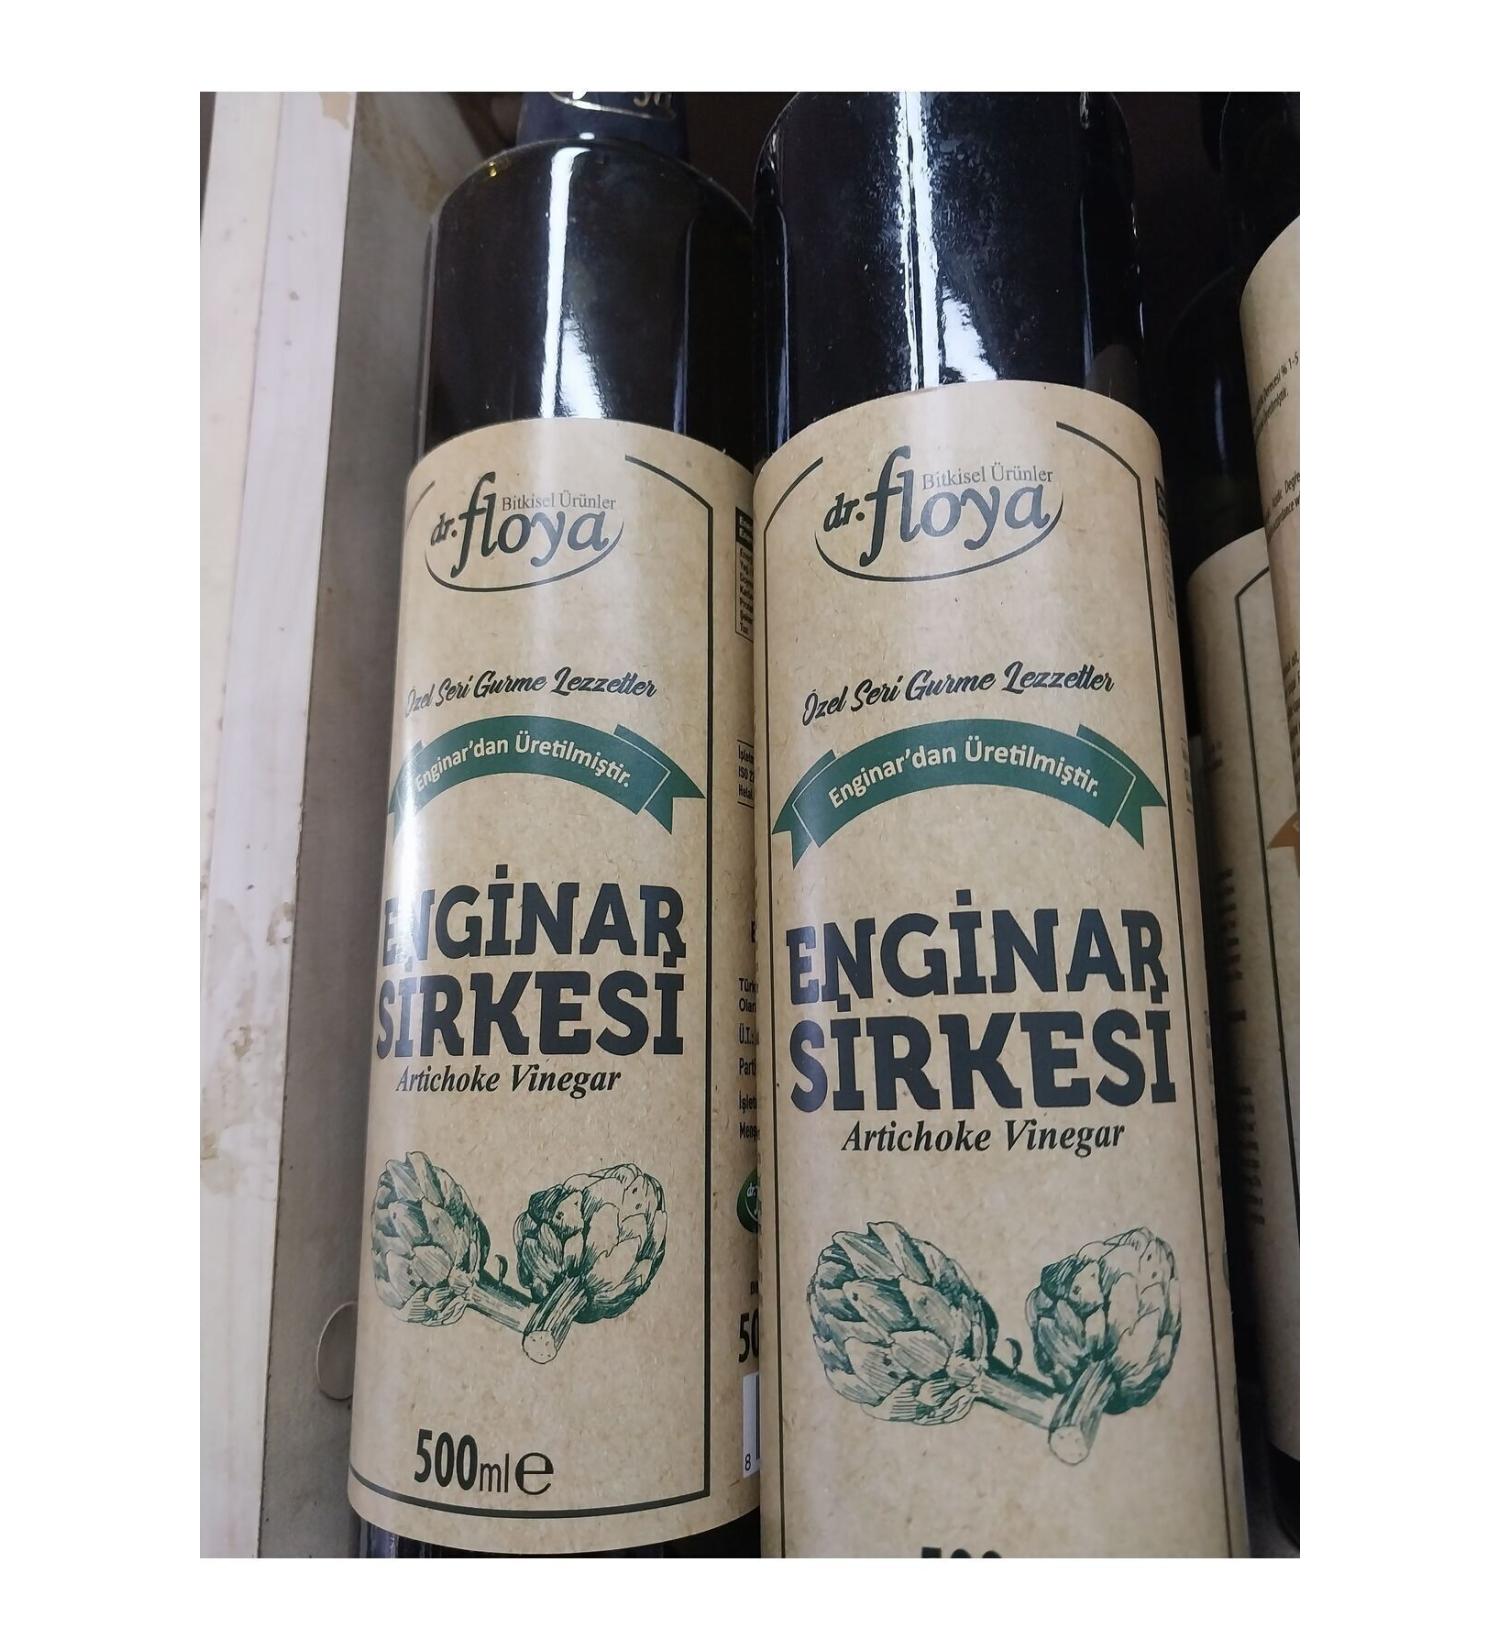 Bitkisel Ürünler
dr. floya
Özel Seri Gurme Lezzetler
Enginar'dan Üretilmiştir.
ENGİNAR
SİRKESİ
Artichoke Vinegar
500ml e
Bitkisel Ürünler
dr. floya
Özel Seri Gurme Lezzetler
Enginar'dan Üretilmiştir.
ENGİNAR
SİRKESİ
Artichoke Vinegar